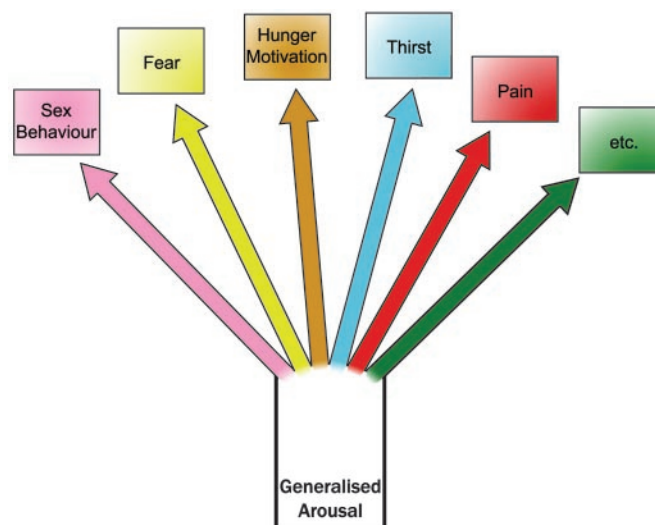 Sex
Behaviour
Fear
Hunger
Motivation
Thirst
Pain
etc.
Generalised
Arousal